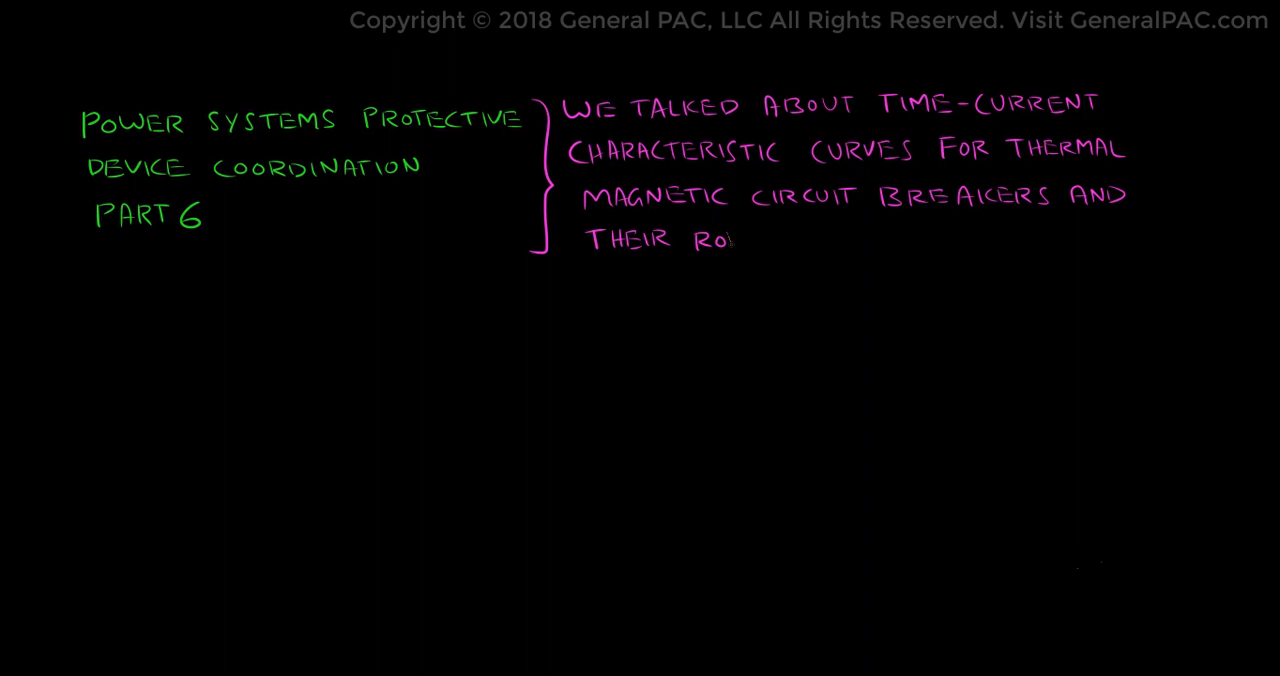 Copyright © 2018 General PAC, LLC All Rights Reserved. Visit GeneralPAC.com
POWER SYSTEMS PROTECTIVE
DEVICE COORDINATION
PART 6
WE TALKED ABOUT TIME-CURRENT
CHARACTERISTIC CURVES FOR THERMAL
MAGNETIC CIRCUIT BREAKERS AND
THEIR RO